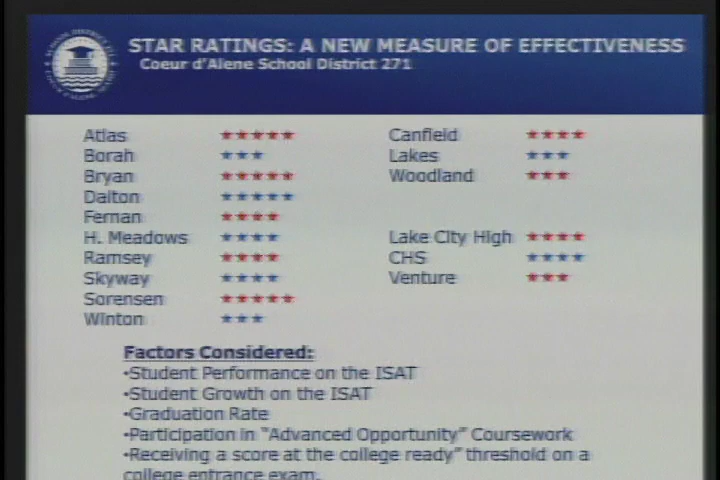 STAR RATINGS: A NEW MEASURE OF EFFECTIVENESS
Coeur d'Alene School District 271
Atlas ★★★★★
Borah ★★★
Bryan ★★★★★
Dalton ★★★★★
Fernan ★★★★
H. Meadows ★★★★
Ramsey ★★★★
Skyway ★★★★
Sorensen ★★★★★
Winton ★★★
Canfield ★★★★
Lakes ★★★
Woodland ★★★
Lake City High ★★★★
CHS ★★★★
Venture ★★★
Factors Considered:
•Student Performance on the ISAT
•Student Growth on the ISAT
•Graduation Rate
•Participation in "Advanced Opportunity" Coursework
•Receiving a score at the college ready" threshold on a
college entrance exam.